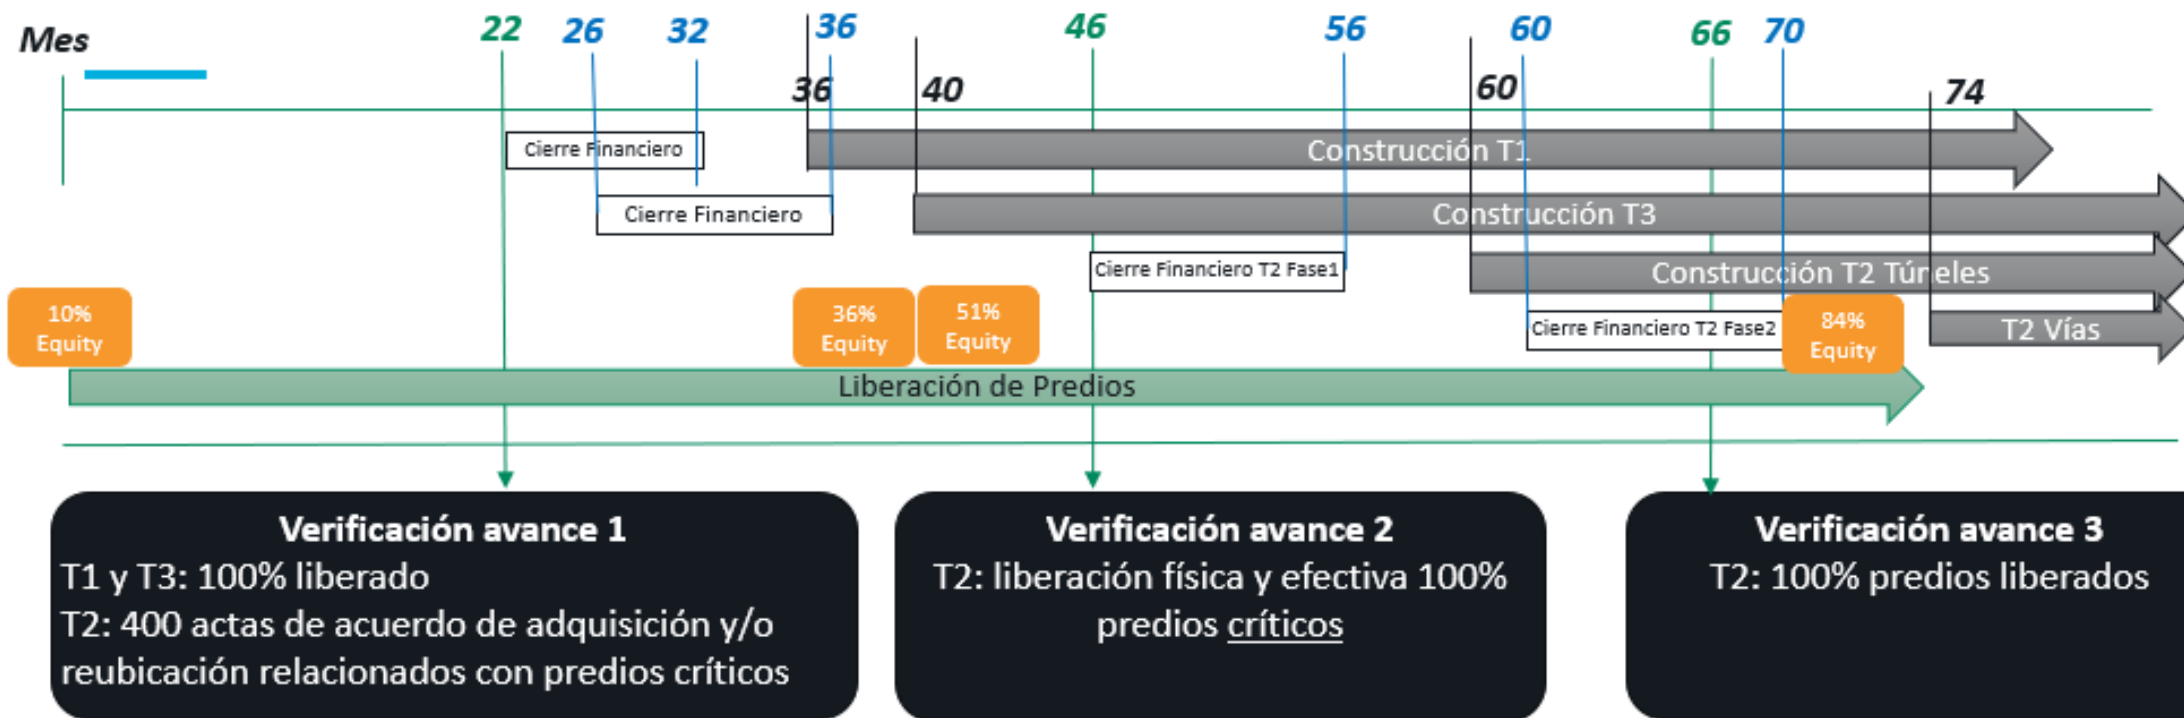 Mes
22
26
32
36
46
56
60
66
70
36
40
60
74
Cierre Financiero
Construcción T1
Cierre Financiero
Construcción T3
Cierre Financiero T2 Fase1
Construcción T2 Túneles
10%
Equity
36%
Equity
51%
Equity
Cierre Financiero T2 Fase2
84%
Equity
T2 Vías
Liberación de Predios
Verificación avance 1
T1 y T3: 100% liberado
T2: 400 actas de acuerdo de adquisición y/o
reubicación relacionados con predios críticos
Verificación avance 2
T2: liberación física y efectiva 100%
predios críticos
Verificación avance 3
T2: 100% predios liberados